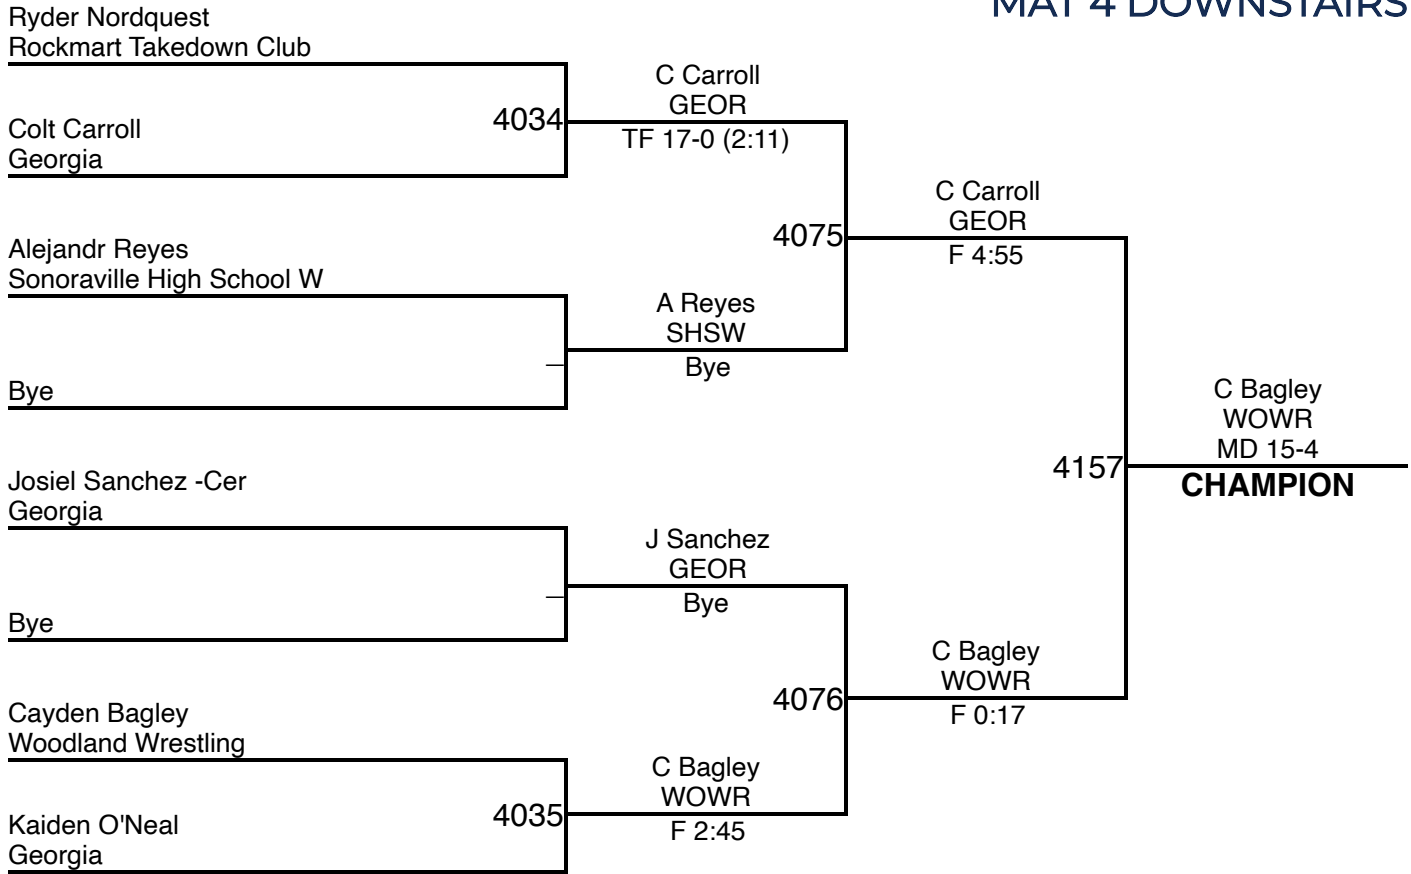 MAT 4 DOWNSTAIRS
Ryder Nordquest
Rockmart Takedown Club
4034
Colt Carroll
Georgia
C Carroll
GEOR
TF 17-0 (2:11)
Alejandr Reyes
Sonoraville High School W
_
Bye
A Reyes
SHSW
Bye
4075
C Carroll
GEOR
F 4:55
Josiel Sanchez -Cer
Georgia
_
Bye
J Sanchez
GEOR
Bye
Cayden Bagley
Woodland Wrestling
4035
Kaiden O'Neal
Georgia
C Bagley
WOWR
F 2:45
4076
C Bagley
WOWR
F 0:17
4157
C Bagley
WOWR
MD 15-4
CHAMPION